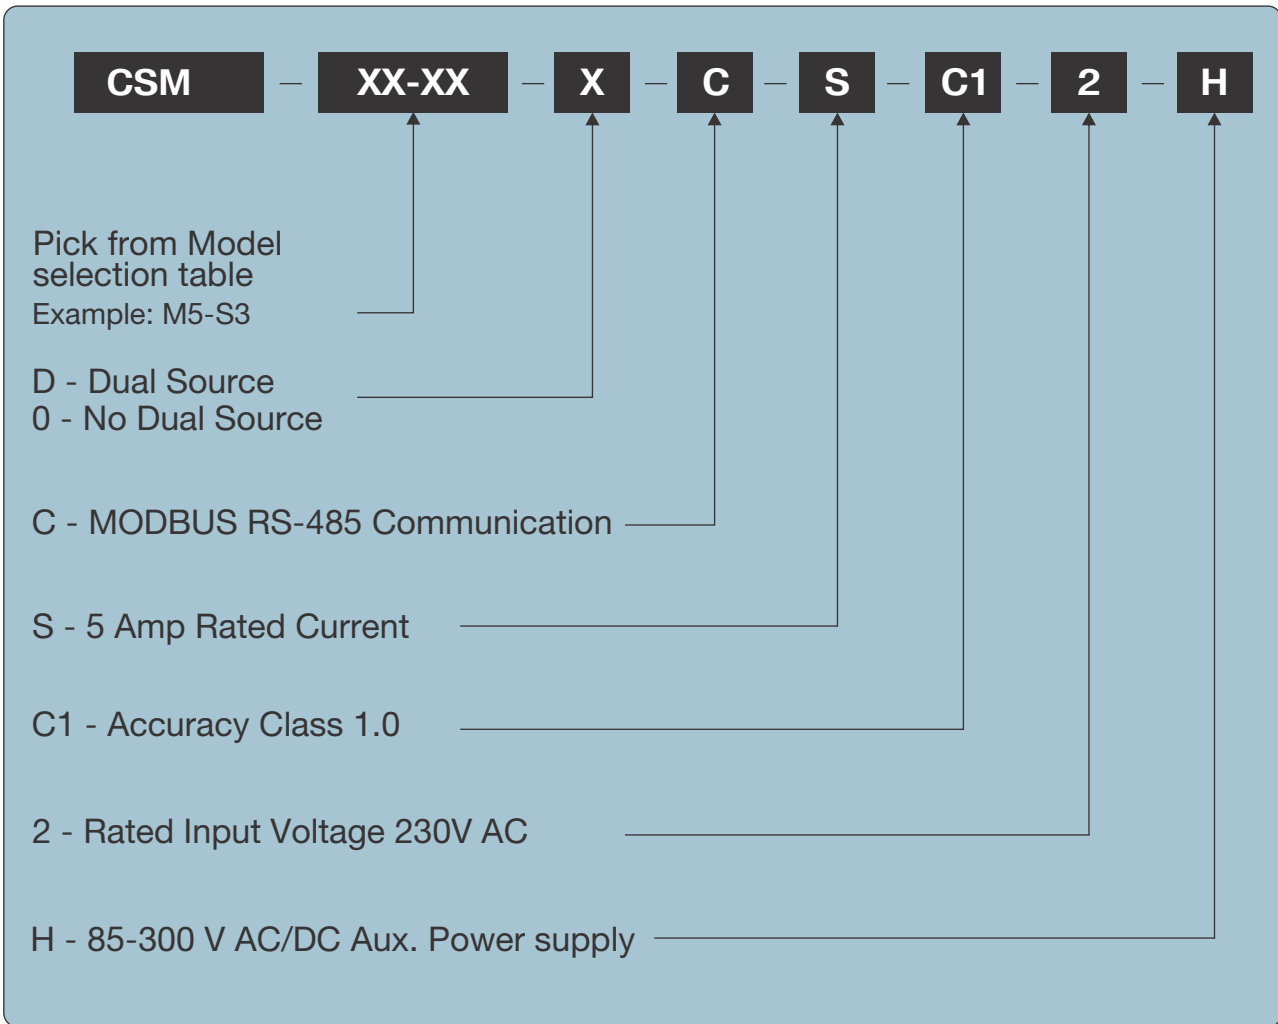 CSM – XX-XX – X – C – S – C1 – 2 – H
Pick from Model
selection table
Example: M5-S3
D - Dual Source
0 - No Dual Source
C - MODBUS RS-485 Communication
S - 5 Amp Rated Current
C1 - Accuracy Class 1.0
2 - Rated Input Voltage 230V AC
H - 85-300 V AC/DC Aux. Power supply